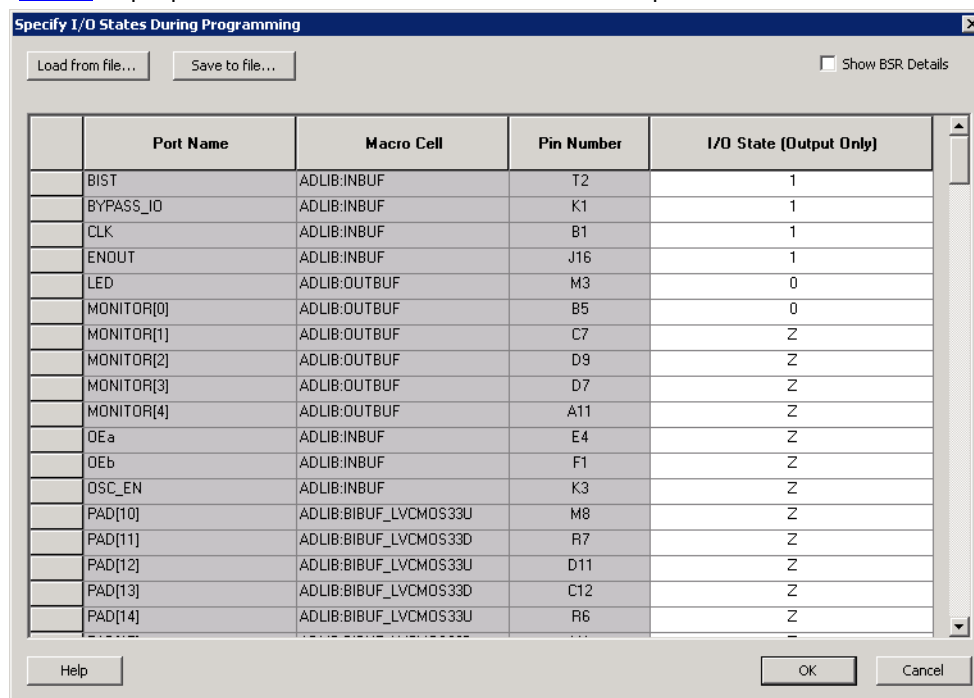 Specify I/O States During Programming
Load from file... Save to file... Show BSR Details
Port Name Macro Cell Pin Number I/O State (Output Only)
BIST ADLIB:INBUF T2 1
BYPASS_IO ADLIB:INBUF K1 1
CLK ADLIB:INBUF B1 1
ENOUT ADLIB:INBUF J16 1
LED ADLIB:OUTBUF M3 0
MONITOR[0] ADLIB:OUTBUF B5 0
MONITOR[1] ADLIB:OUTBUF C7 Z
MONITOR[2] ADLIB:OUTBUF D9 Z
MONITOR[3] ADLIB:OUTBUF D7 Z
MONITOR[4] ADLIB:OUTBUF A11 Z
OEa ADLIB:INBUF E4 Z
OEb ADLIB:INBUF F1 Z
OSC_EN ADLIB:INBUF K3 Z
PAD[10] ADLIB:BIBUF_LVCMOS33U M8 Z
PAD[11] ADLIB:BIBUF_LVCMOS33D R7 Z
PAD[12] ADLIB:BIBUF_LVCMOS33U D11 Z
PAD[13] ADLIB:BIBUF_LVCMOS33D C12 Z
PAD[14] ADLIB:BIBUF_LVCMOS33U R6 Z
Help OK Cancel